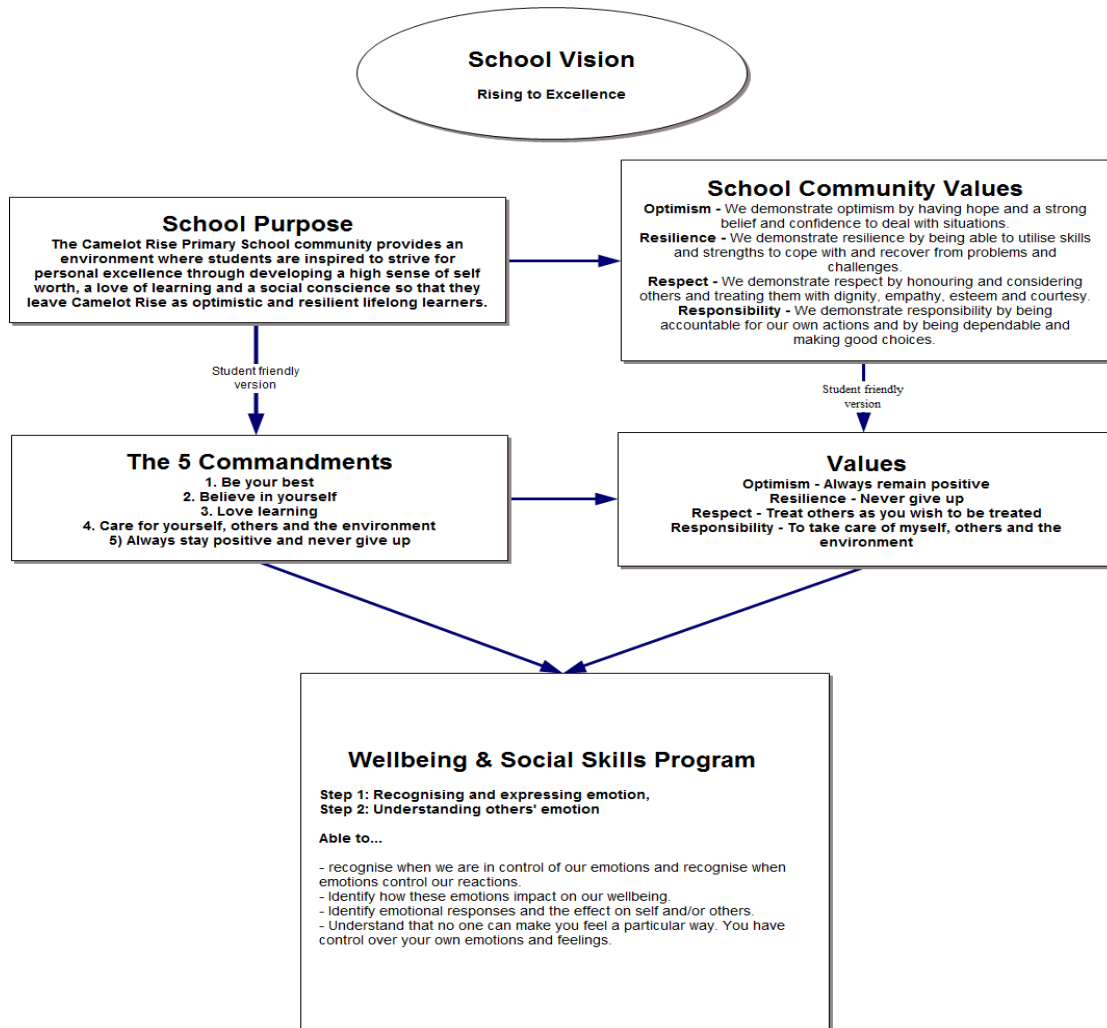 School Vision
Rising to Excellence
School Purpose
The Camelot Rise Primary School community provides an
environment where students are inspired to strive for
personal excellence through developing a high sense of self
worth, a love of learning and a social conscience so that they
leave Camelot Rise as optimistic and resilient lifelong learners.
School Community Values
Optimism - We demonstrate optimism by having hope and a strong
belief and confidence to deal with situations.
Resilience - We demonstrate resilience by being able to utilise skills
and strengths to cope with and recover from problems and
challenges.
Respect - We demonstrate respect by honouring and considering
others and treating them with dignity, empathy, esteem and courtesy.
Responsibility - We demonstrate responsibility by being
accountable for our own actions and by being dependable and
making good choices.
Student friendly
version
Student friendly
version
The 5 Commandments
1. Be your best
2. Believe in yourself
3. Love learning
4. Care for yourself, others and the environment
5) Always stay positive and never give up
Values
Optimism - Always remain positive
Resilience - Never give up
Respect - Treat others as you wish to be treated
Responsibility - To take care of myself, others and the
environment
Wellbeing & Social Skills Program
Step 1: Recognising and expressing emotion,
Step 2: Understanding others' emotion
Able to...
- recognise when we are in control of our emotions and recognise when
emotions control our reactions.
- Identify how these emotions impact on our wellbeing.
- Identify emotional responses and the effect on self and/or others.
- Understand that no one can make you feel a particular way. You have
control over your own emotions and feelings.